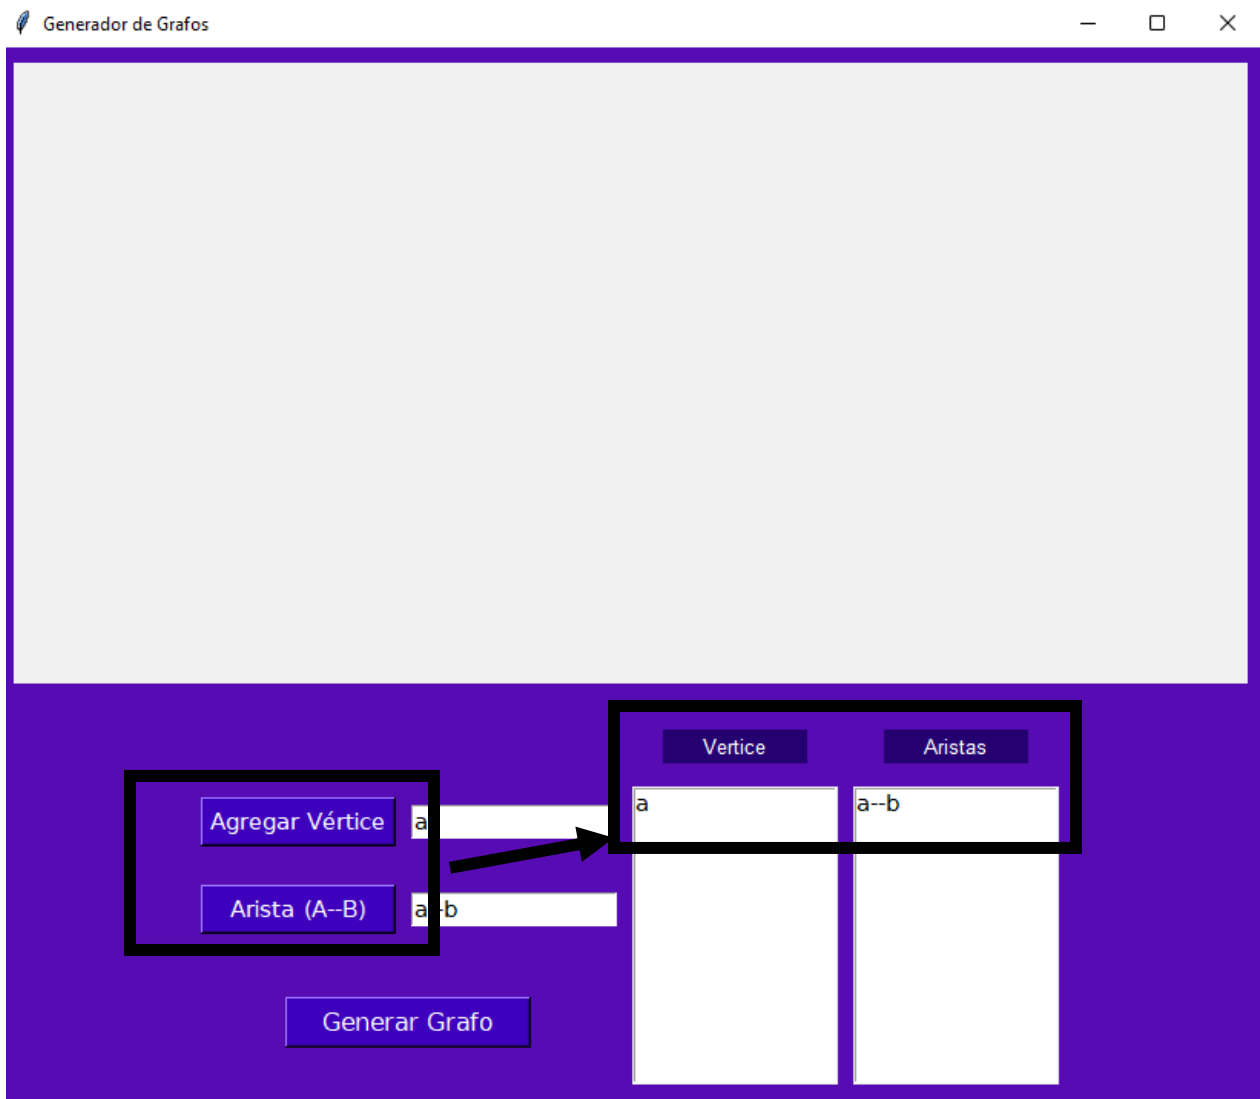 Generador de Grafos
Vertice
Aristas
Agregar Vértice
a
a
a--b
Arista (A--B)
a--b
Generar Grafo